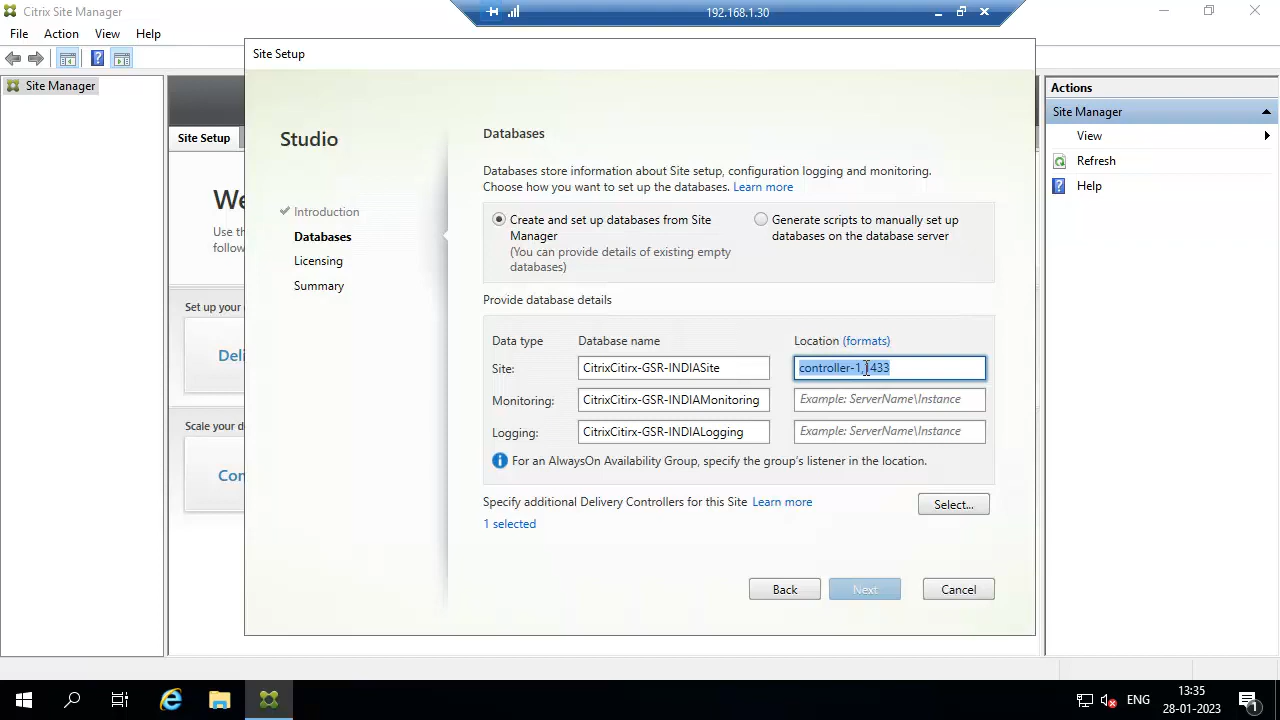 Citrix Site Manager
192.168.1.30
File Action View Help
Site Manager
Site Setup
Site Setup
We
Use th
follow
Set up your
Deli
Scale your d
Con
Studio
Introduction
Databases
Licensing
Summary
Databases
Databases store information about Site setup, configuration logging and monitoring.
Choose how you want to set up the databases. Learn more
Create and set up databases from Site
Manager
(You can provide details of existing empty
databases)
Generate scripts to manually set up
databases on the database server
Provide database details
Data type Database name Location (formats)
Site: CitrixCitirx-GSR-INDIASite controller-1,1433
Monitoring: CitrixCitirx-GSR-INDIAMonitoring Example: ServerName\Instance
Logging: CitrixCitirx-GSR-INDIALogging Example: ServerName\Instance
For an AlwaysOn Availability Group, specify the group's listener in the location.
Specify additional Delivery Controllers for this Site Learn more
Select...
1 selected
Back Next Cancel
Actions
Site Manager
View
Refresh
Help
ENG
13:35
28-01-2023
1